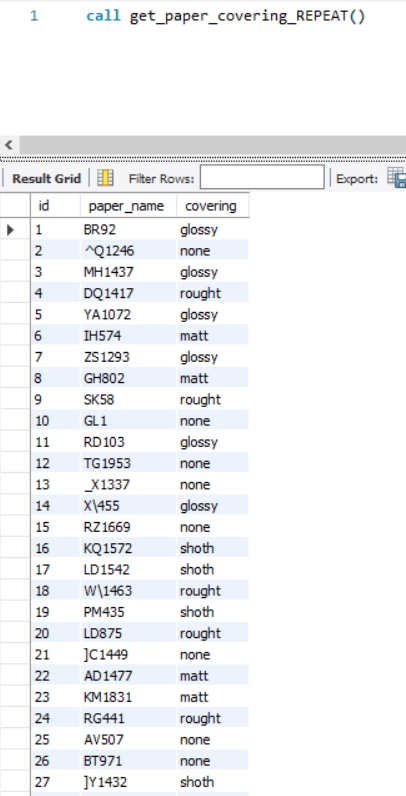 1 call get_paper_covering_REPEAT()
Result Grid Filter Rows: Export:
id paper_name covering
1 BR92 glossy
2 ^Q1246 none
3 MH1437 glossy
4 DQ1417 rought
5 YA1072 glossy
6 IH574 matt
7 ZS1293 glossy
8 GH802 matt
9 SK58 rought
10 GL1 none
11 RD103 glossy
12 TG1953 none
13 _X1337 none
14 X\455 glossy
15 RZ1669 none
16 KQ1572 shoth
17 LD1542 shoth
18 W\1463 rought
19 PM435 shoth
20 LD875 rought
21 ]C1449 none
22 AD1477 matt
23 KM1831 matt
24 RG441 rought
25 AV507 none
26 BT971 none
27 ]Y1432 shoth